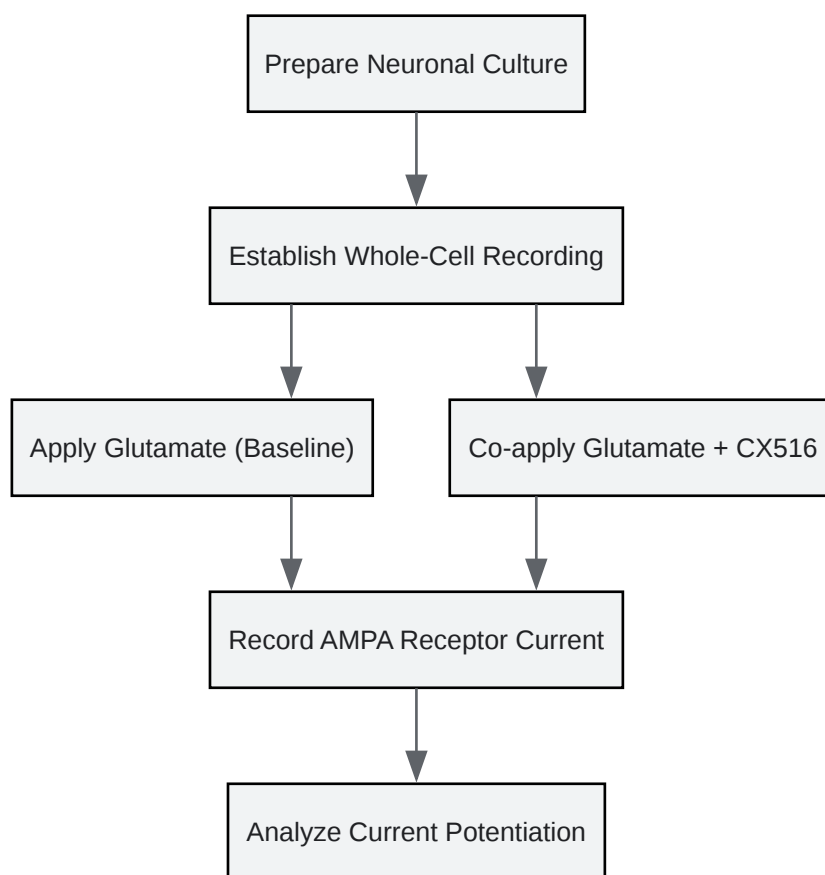 Prepare Neuronal Culture
Establish Whole-Cell Recording
Apply Glutamate (Baseline)
Co-apply Glutamate + CX516
Record AMPA Receptor Current
Analyze Current Potentiation